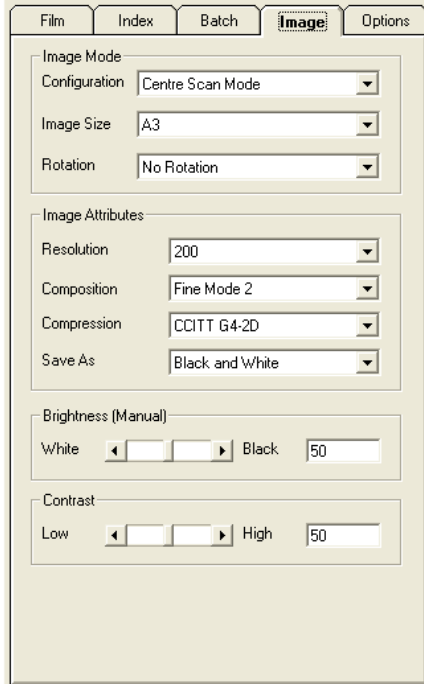 Film Index Batch Image Options
Image Mode
Configuration Centre Scan Mode
Image Size A3
Rotation No Rotation
Image Attributes
Resolution 200
Composition Fine Mode 2
Compression CCITT G4-2D
Save As Black and White
Brightness (Manual)
White Black 50
Contrast
Low High 50